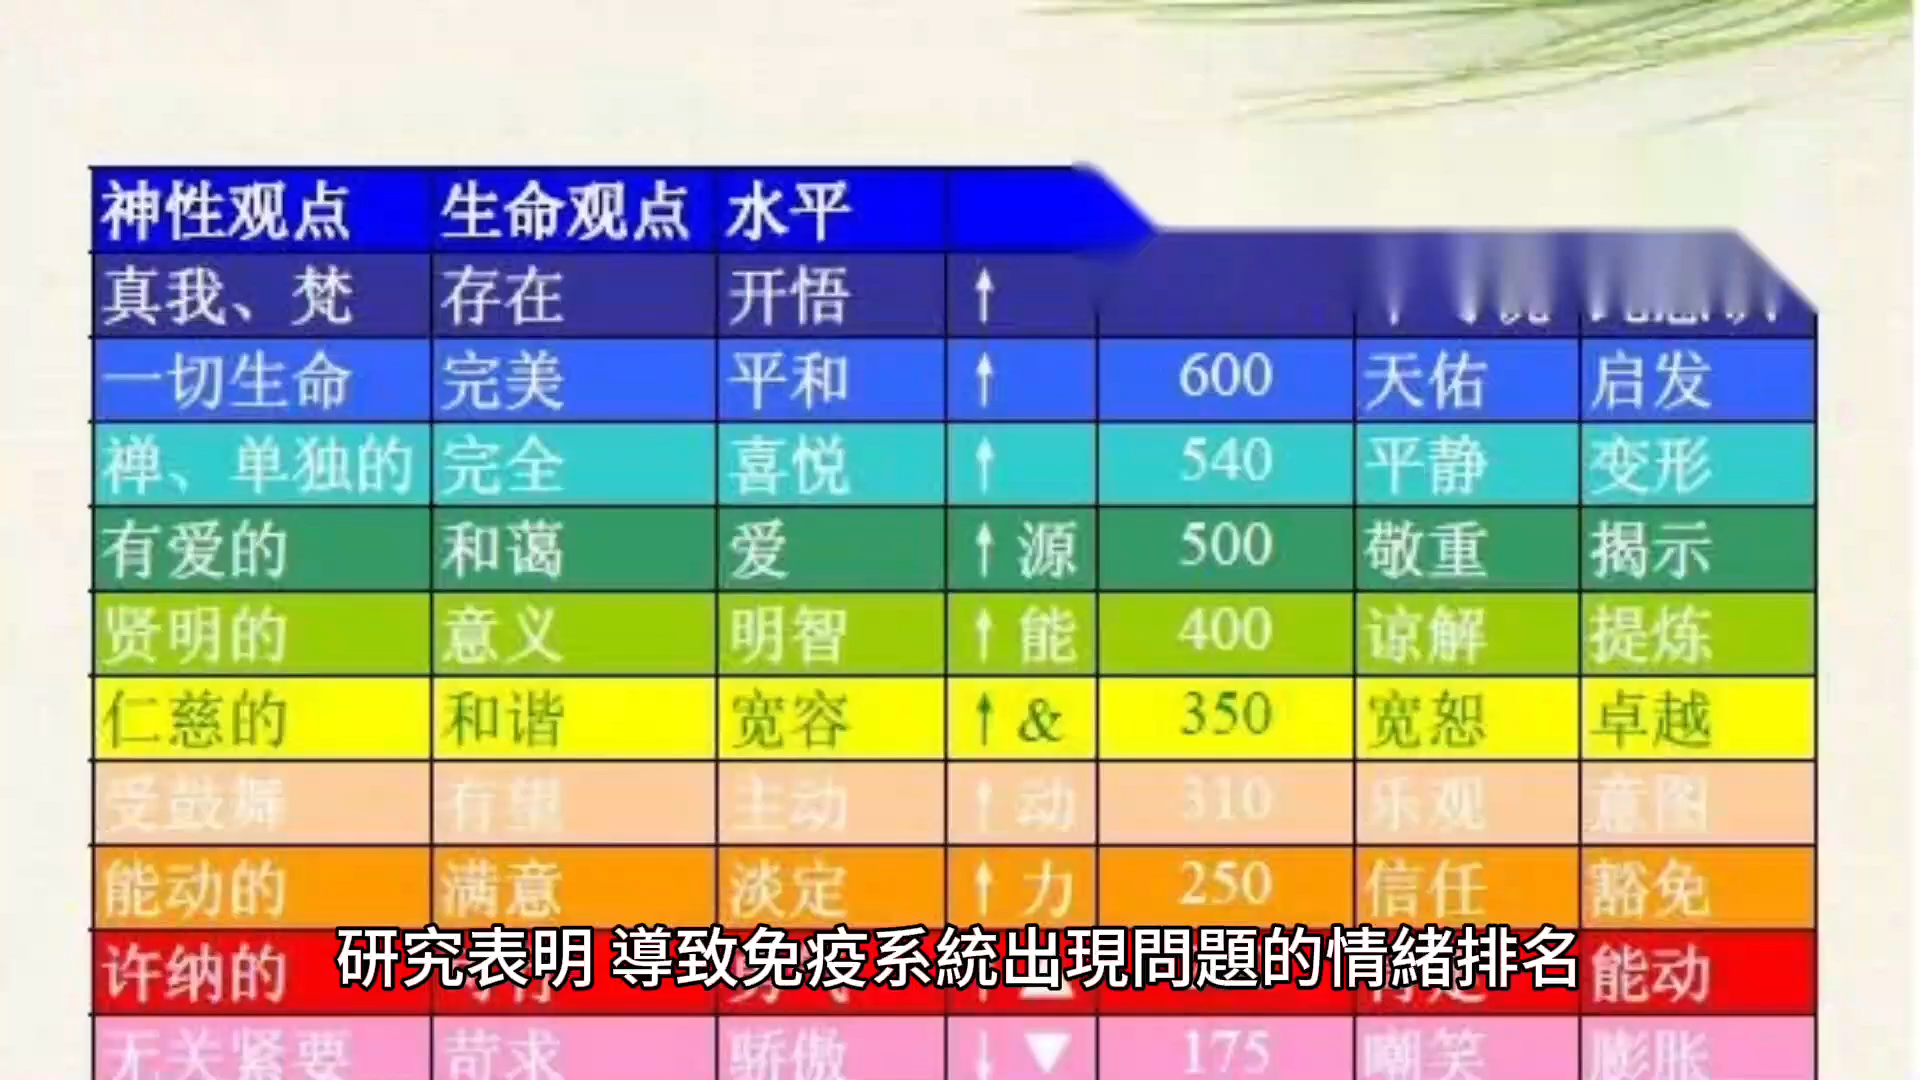 神性观点 生命观点 水平
真我、梵 存在 开悟 ↑
一切生命 完美 平和 ↑ 600 天佑 启发
禅、单独的 完全 喜悦 ↑ 540 平静 变形
有爱的 和蔼 爱 ↑ 源 500 敬重 揭示
贤明的 意义 明智 ↑ 能 400 谅解 提炼
仁慈的 和谐 宽容 ↑ & 350 宽恕 卓越
受鼓舞 有望 主动 ↑ 动 310 乐观 意图
能动的 满意 淡定 ↑ 力 250 信任 豁免
许纳的 能动
研究表明 導致免疫系統出現問題的情緒排名
无关紧要 苛求 骄傲 ↓ ▼ 175 嘲笑 膨胀